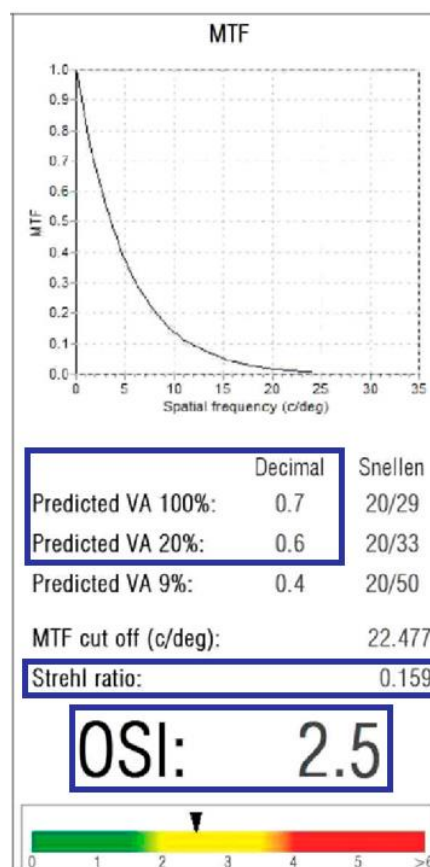 MTF
1.0
0.9
0.8
0.7
0.6
0.5
0.4
0.3
0.2
0.1
0.0
MTF
0 5 10 15 20 25 30 35
Spatial frequency (c/deg)
Decimal Snellen
Predicted VA 100%: 0.7 20/29
Predicted VA 20%: 0.6 20/33
Predicted VA 9%: 0.4 20/50
MTF cut off (c/deg): 22.477
Strehl ratio: 0.159
OSI: 2.5
0 1 2 3 4 5